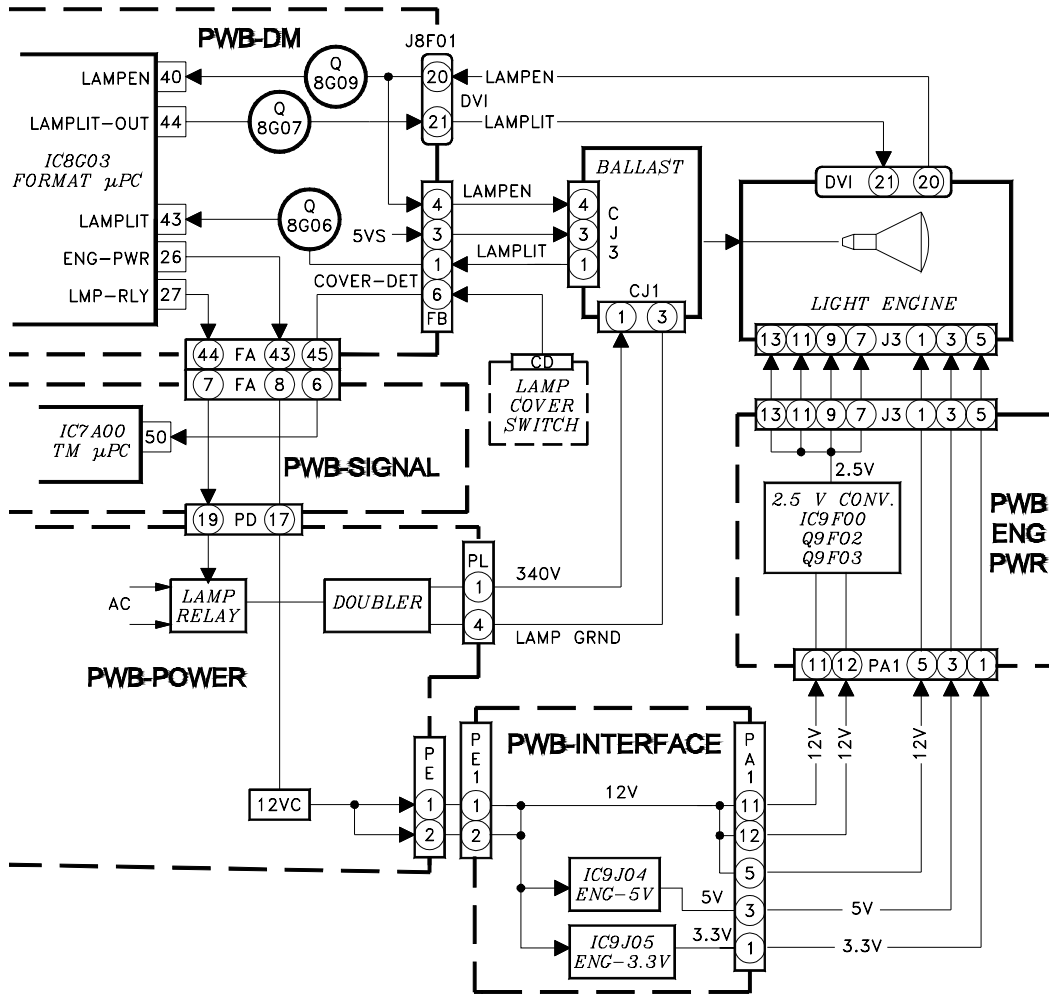 PWB-DM
J8F01
LAMPEN 40
Q 8G09
20
LAMPEN
DVI
LAMPLIT-OUT 44
Q 8G07
21
LAMPLIT
IC8G03
FORMAT µPC
BALLAST
DVI 21 20
LAMPLIT 43
Q 8G06
4
LAMPEN
4
5VS
3
3
CJ3
ENG-PWR 26
1
LAMPLIT
1
LMP-RLY 27
COVER-DET
6
FB
CJ1
1 3
LIGHT ENGINE
13 11 9 7 J3 1 3 5
44 FA 43 45
7 FA 8 6
CD
LAMP
COVER
SWITCH
13 11 9 7 J3 1 3 5
IC7A00
TM µPC
50
PWB-SIGNAL
2.5V
2.5 V CONV.
IC9F00
Q9F02
Q9F03
PWB
ENG
PWR
19 PD 17
PL
1
340V
AC
LAMP
RELAY
DOUBLER
4
LAMP GRND
11 12 PA1 5 3 1
PWB-POWER
PWB-INTERFACE
12V
12V
12V
PE
PE1
PA1
12VC
1
1
12V
11
2
2
12
5
IC9J04
ENG-5V
5V
3
5V
IC9J05
ENG-3.3V
3.3V
1
3.3V